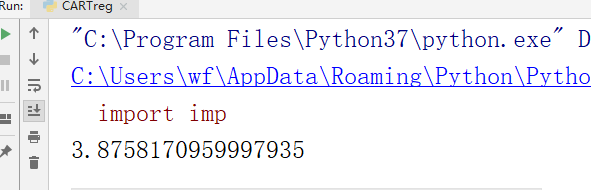 Run: CARTreg
"C:\Program Files\Python37\python.exe" D
C:\Users\wf\AppData\Roaming\Python\Pytho
import imp
3.8758170959997935